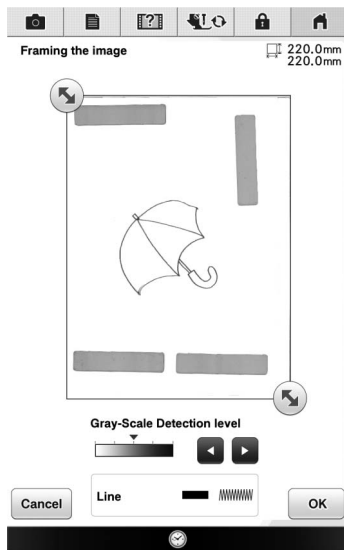 Framing the image
220.0mm
220.0mm
Gray-Scale Detection level
Line
Cancel
OK